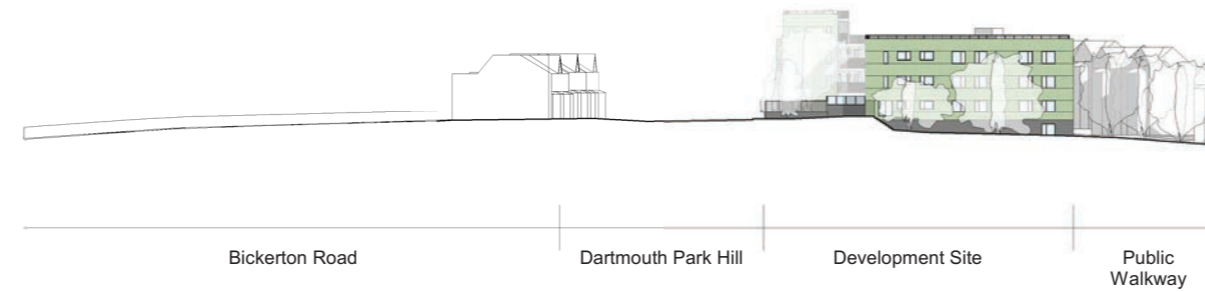 Bickerton Road
Dartmouth Park Hill
Development Site
Public
Walkway